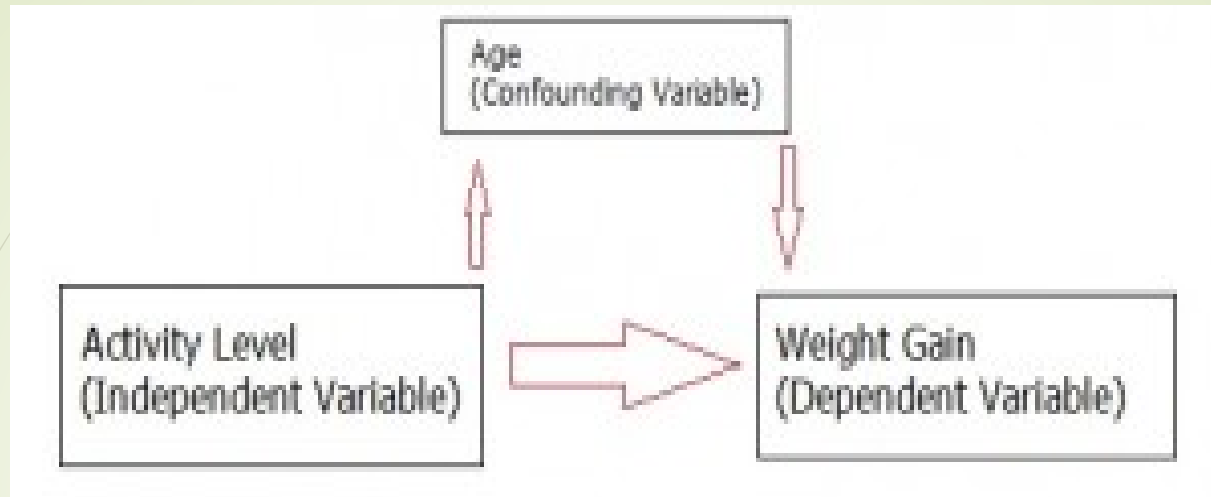 Age
(Confounding Variable)
Activity Level
(Independent Variable)
Weight Gain
(Dependent Variable)